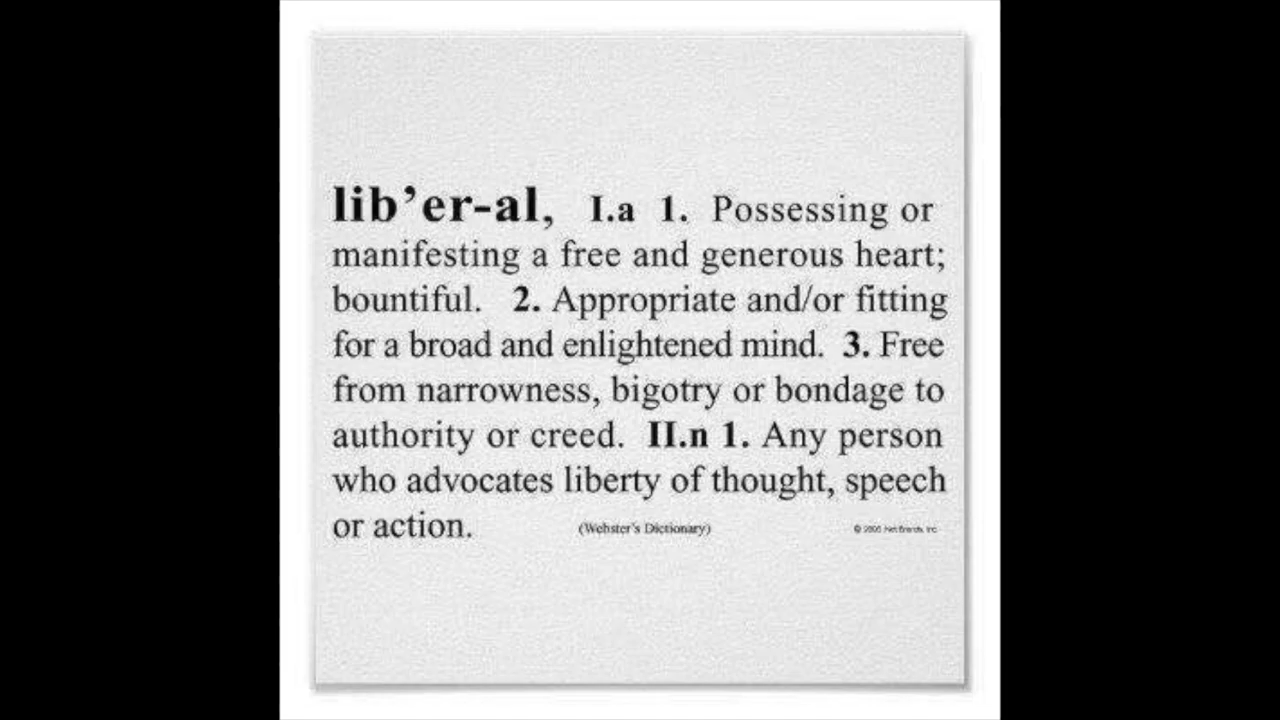 lib’er-al, I.a 1. Possessing or
manifesting a free and generous heart;
bountiful. 2. Appropriate and/or fitting
for a broad and enlightened mind. 3. Free
from narrowness, bigotry or bondage to
authority or creed. II.n 1. Any person
who advocates liberty of thought, speech
or action. (Webster’s Dictionary) ©